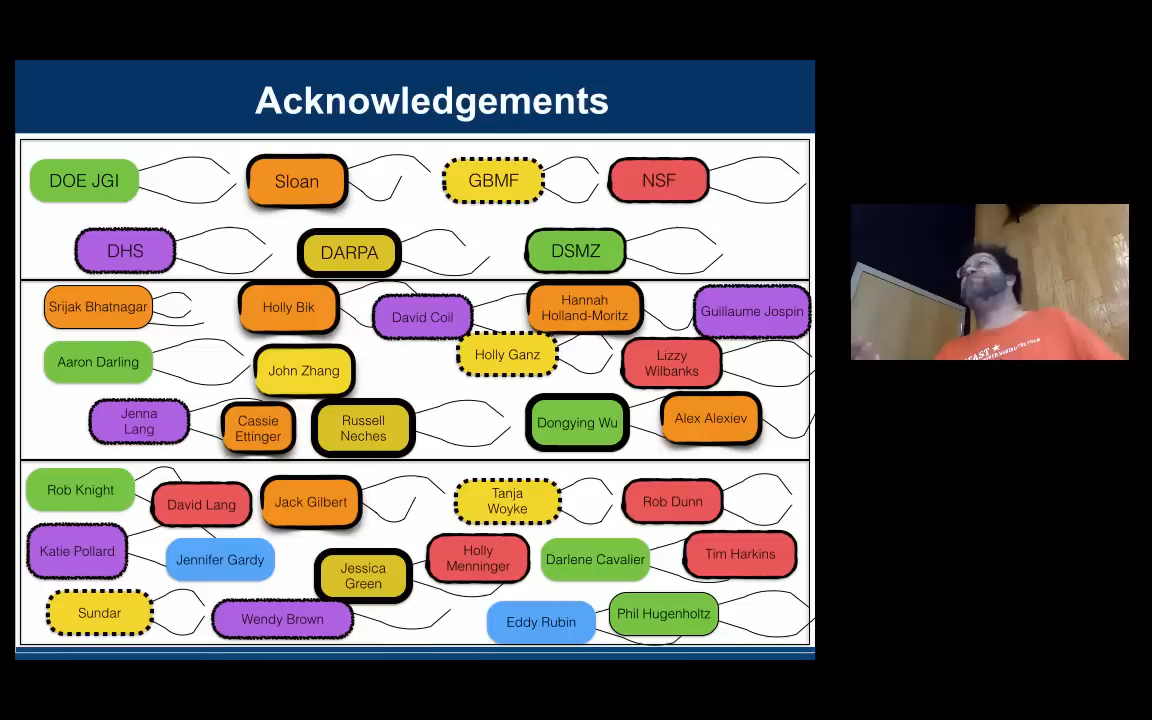 Acknowledgements
DOE JGI
Sloan
GBMF
NSF
DHS
DARPA
DSMZ
Srijak Bhatnagar
Holly Bik
David Coil
Hannah
Holland-Moritz
Guillaume Jospin
Aaron Darling
John Zhang
Holly Ganz
Lizzy
Wilbanks
Jenna
Lang
Cassie
Ettinger
Russell
Neches
Dongying Wu
Alex Alexiev
Rob Knight
David Lang
Jack Gilbert
Tanja
Woyke
Rob Dunn
Katie Pollard
Jennifer Gardy
Jessica
Green
Holly
Menninger
Darlene Cavalier
Tim Harkins
Sundar
Wendy Brown
Eddy Rubin
Phil Hugenholtz